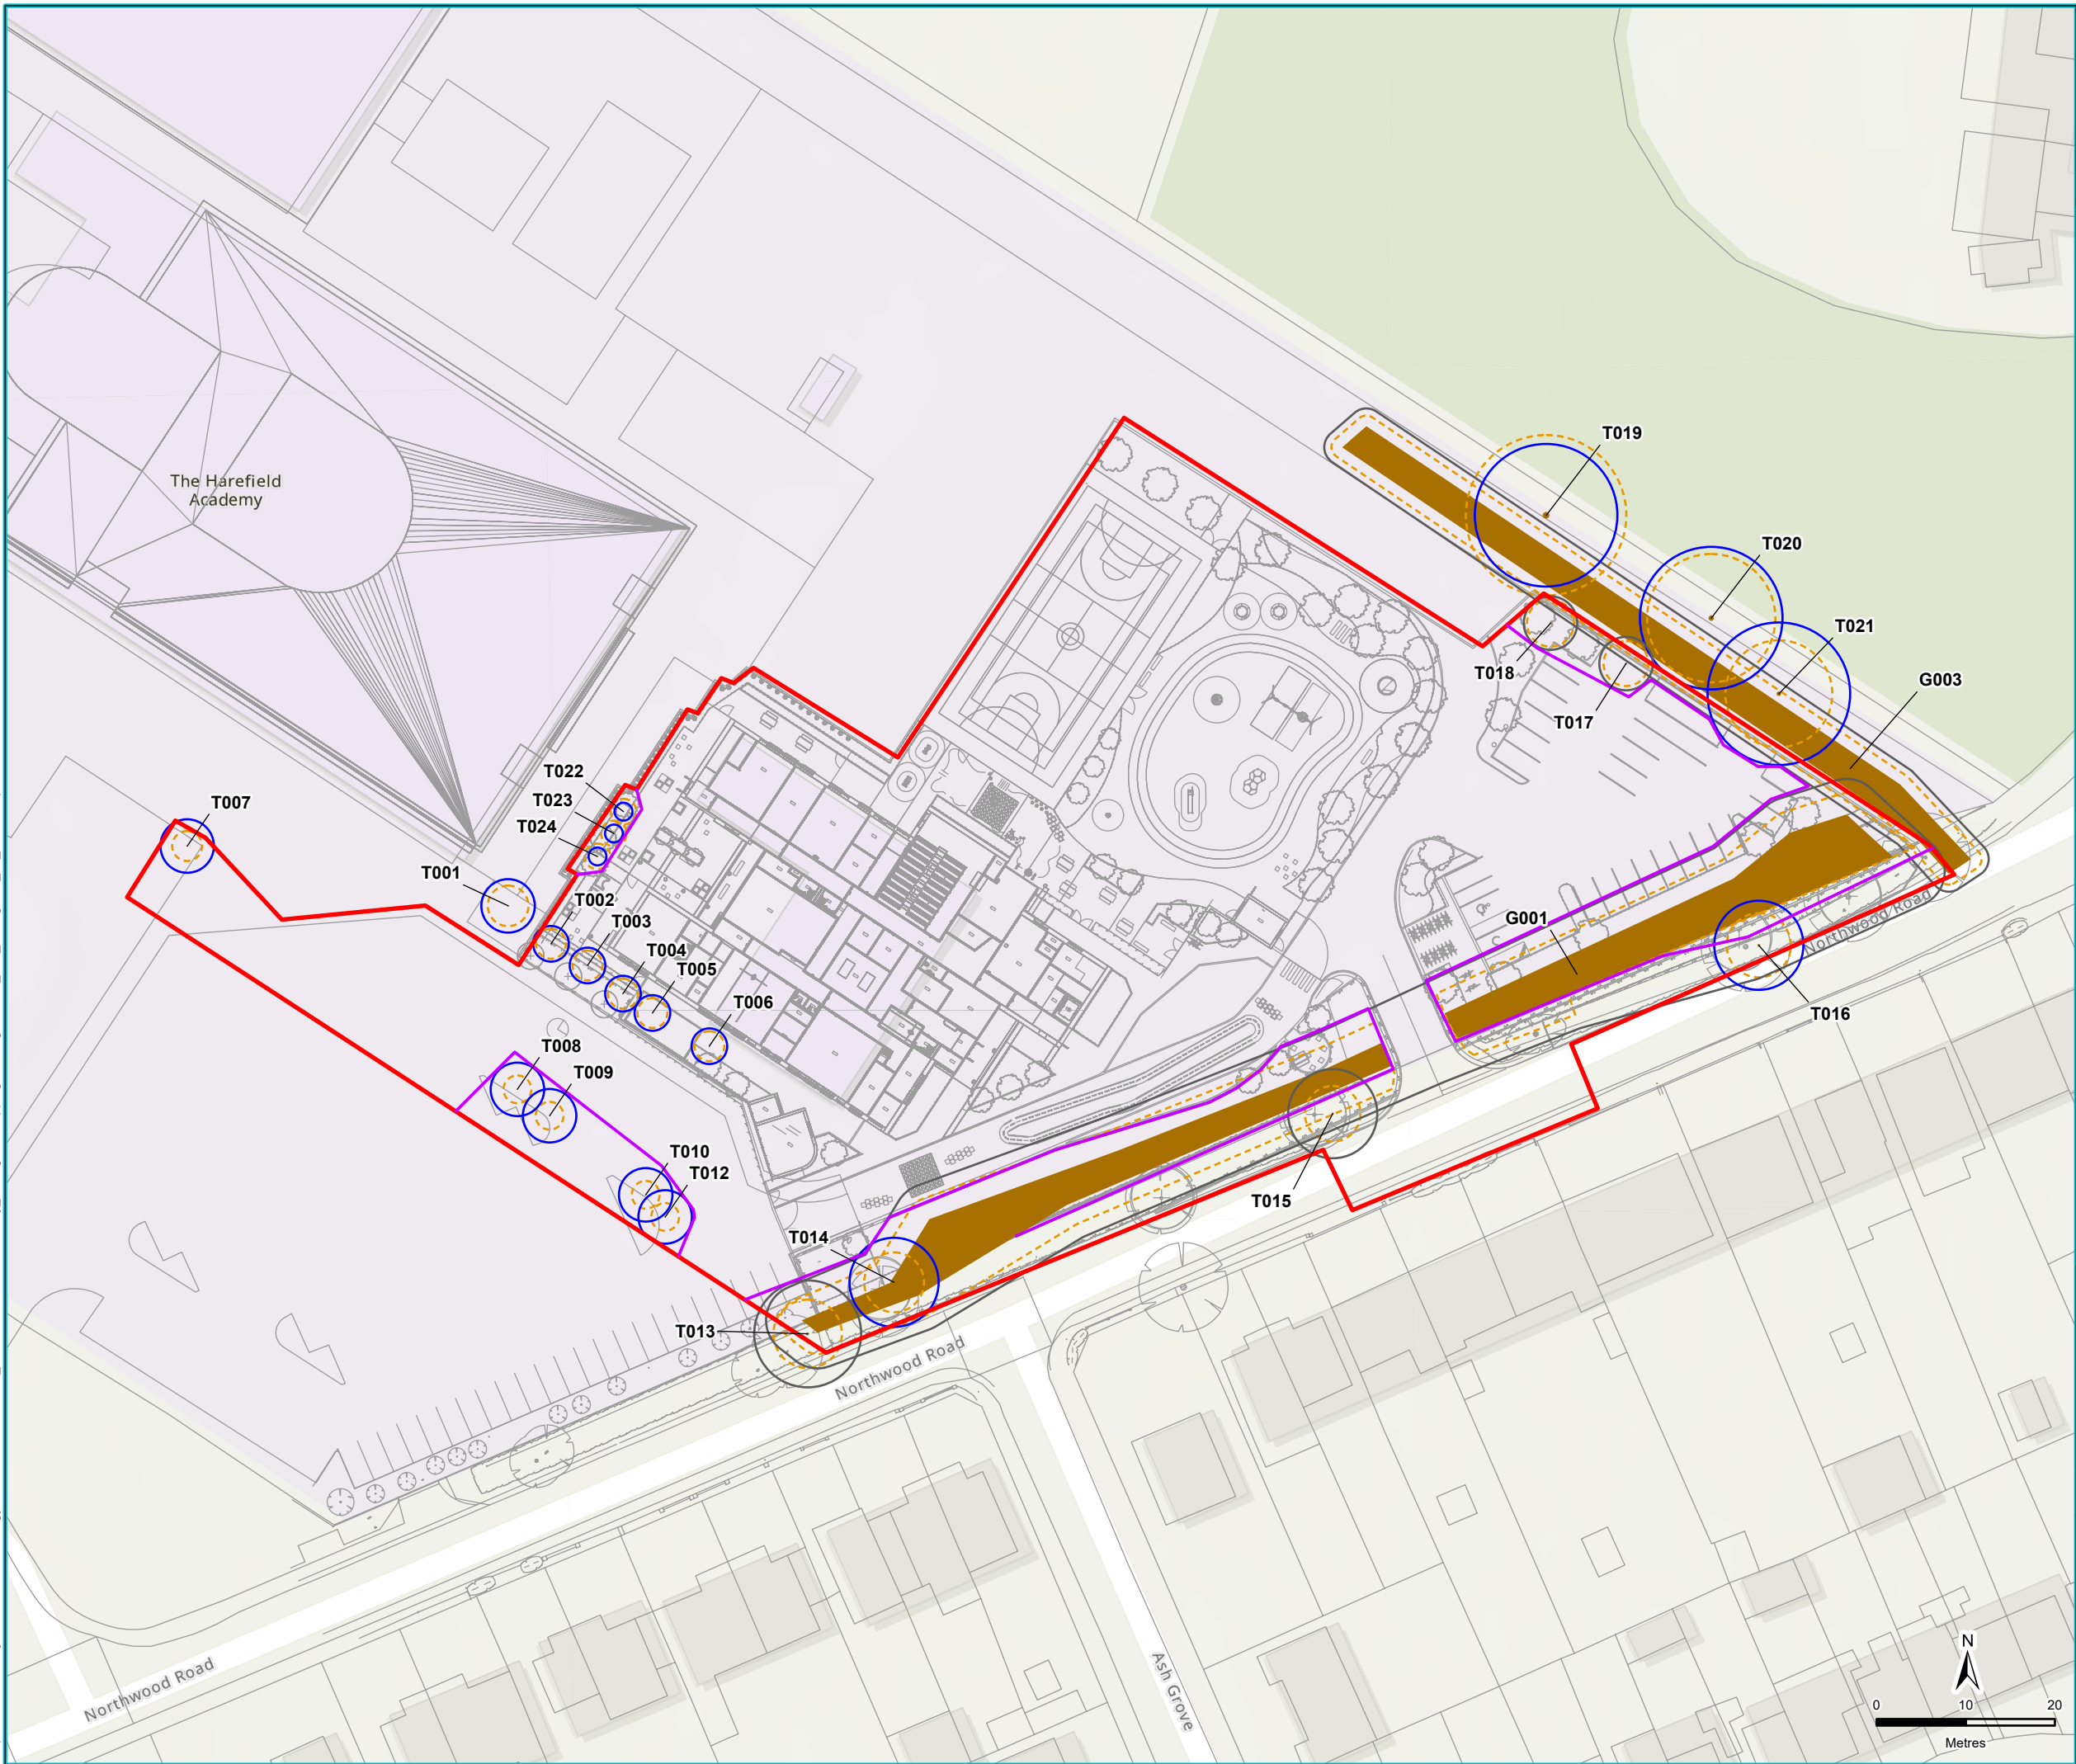 T019
T020
The Harefield
Academy
T021
T018
G003
T017
T022
T023
T007
T024
T001
T002
T003
Northwood Road
T004
G001
T005
T006
T016
T008
T009
T010
T012
T015
T014
T013
Northwood Road
N
Ash Grove
Northwood Road
0 10 20
Metres